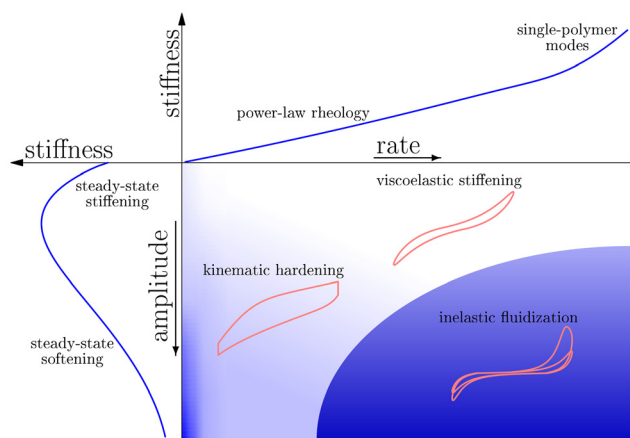 single-polymer
modes
stiffness
power-law rheology
stiffness
rate
steady-state
stiffening
viscoelastic stiffening
amplitude
kinematic hardening
inelastic fluidization
steady-state
softening